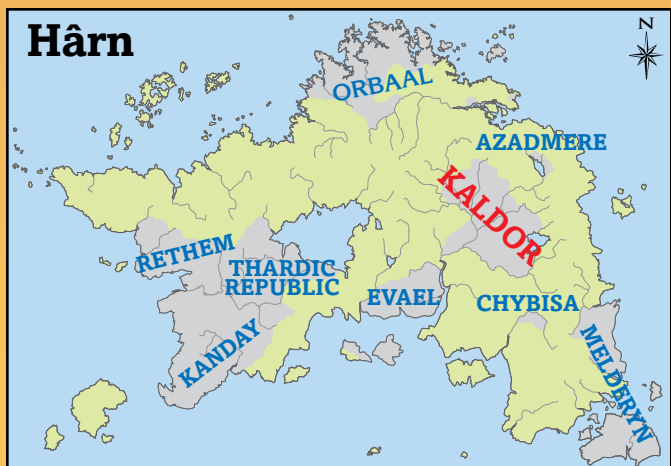 Hârn
N
ORBAAL
AZADMERE
KALDOR
RETHEM
THARDIC
REPUBLIC
EVAEL
CHYBISA
KANDAY
MELDERYN